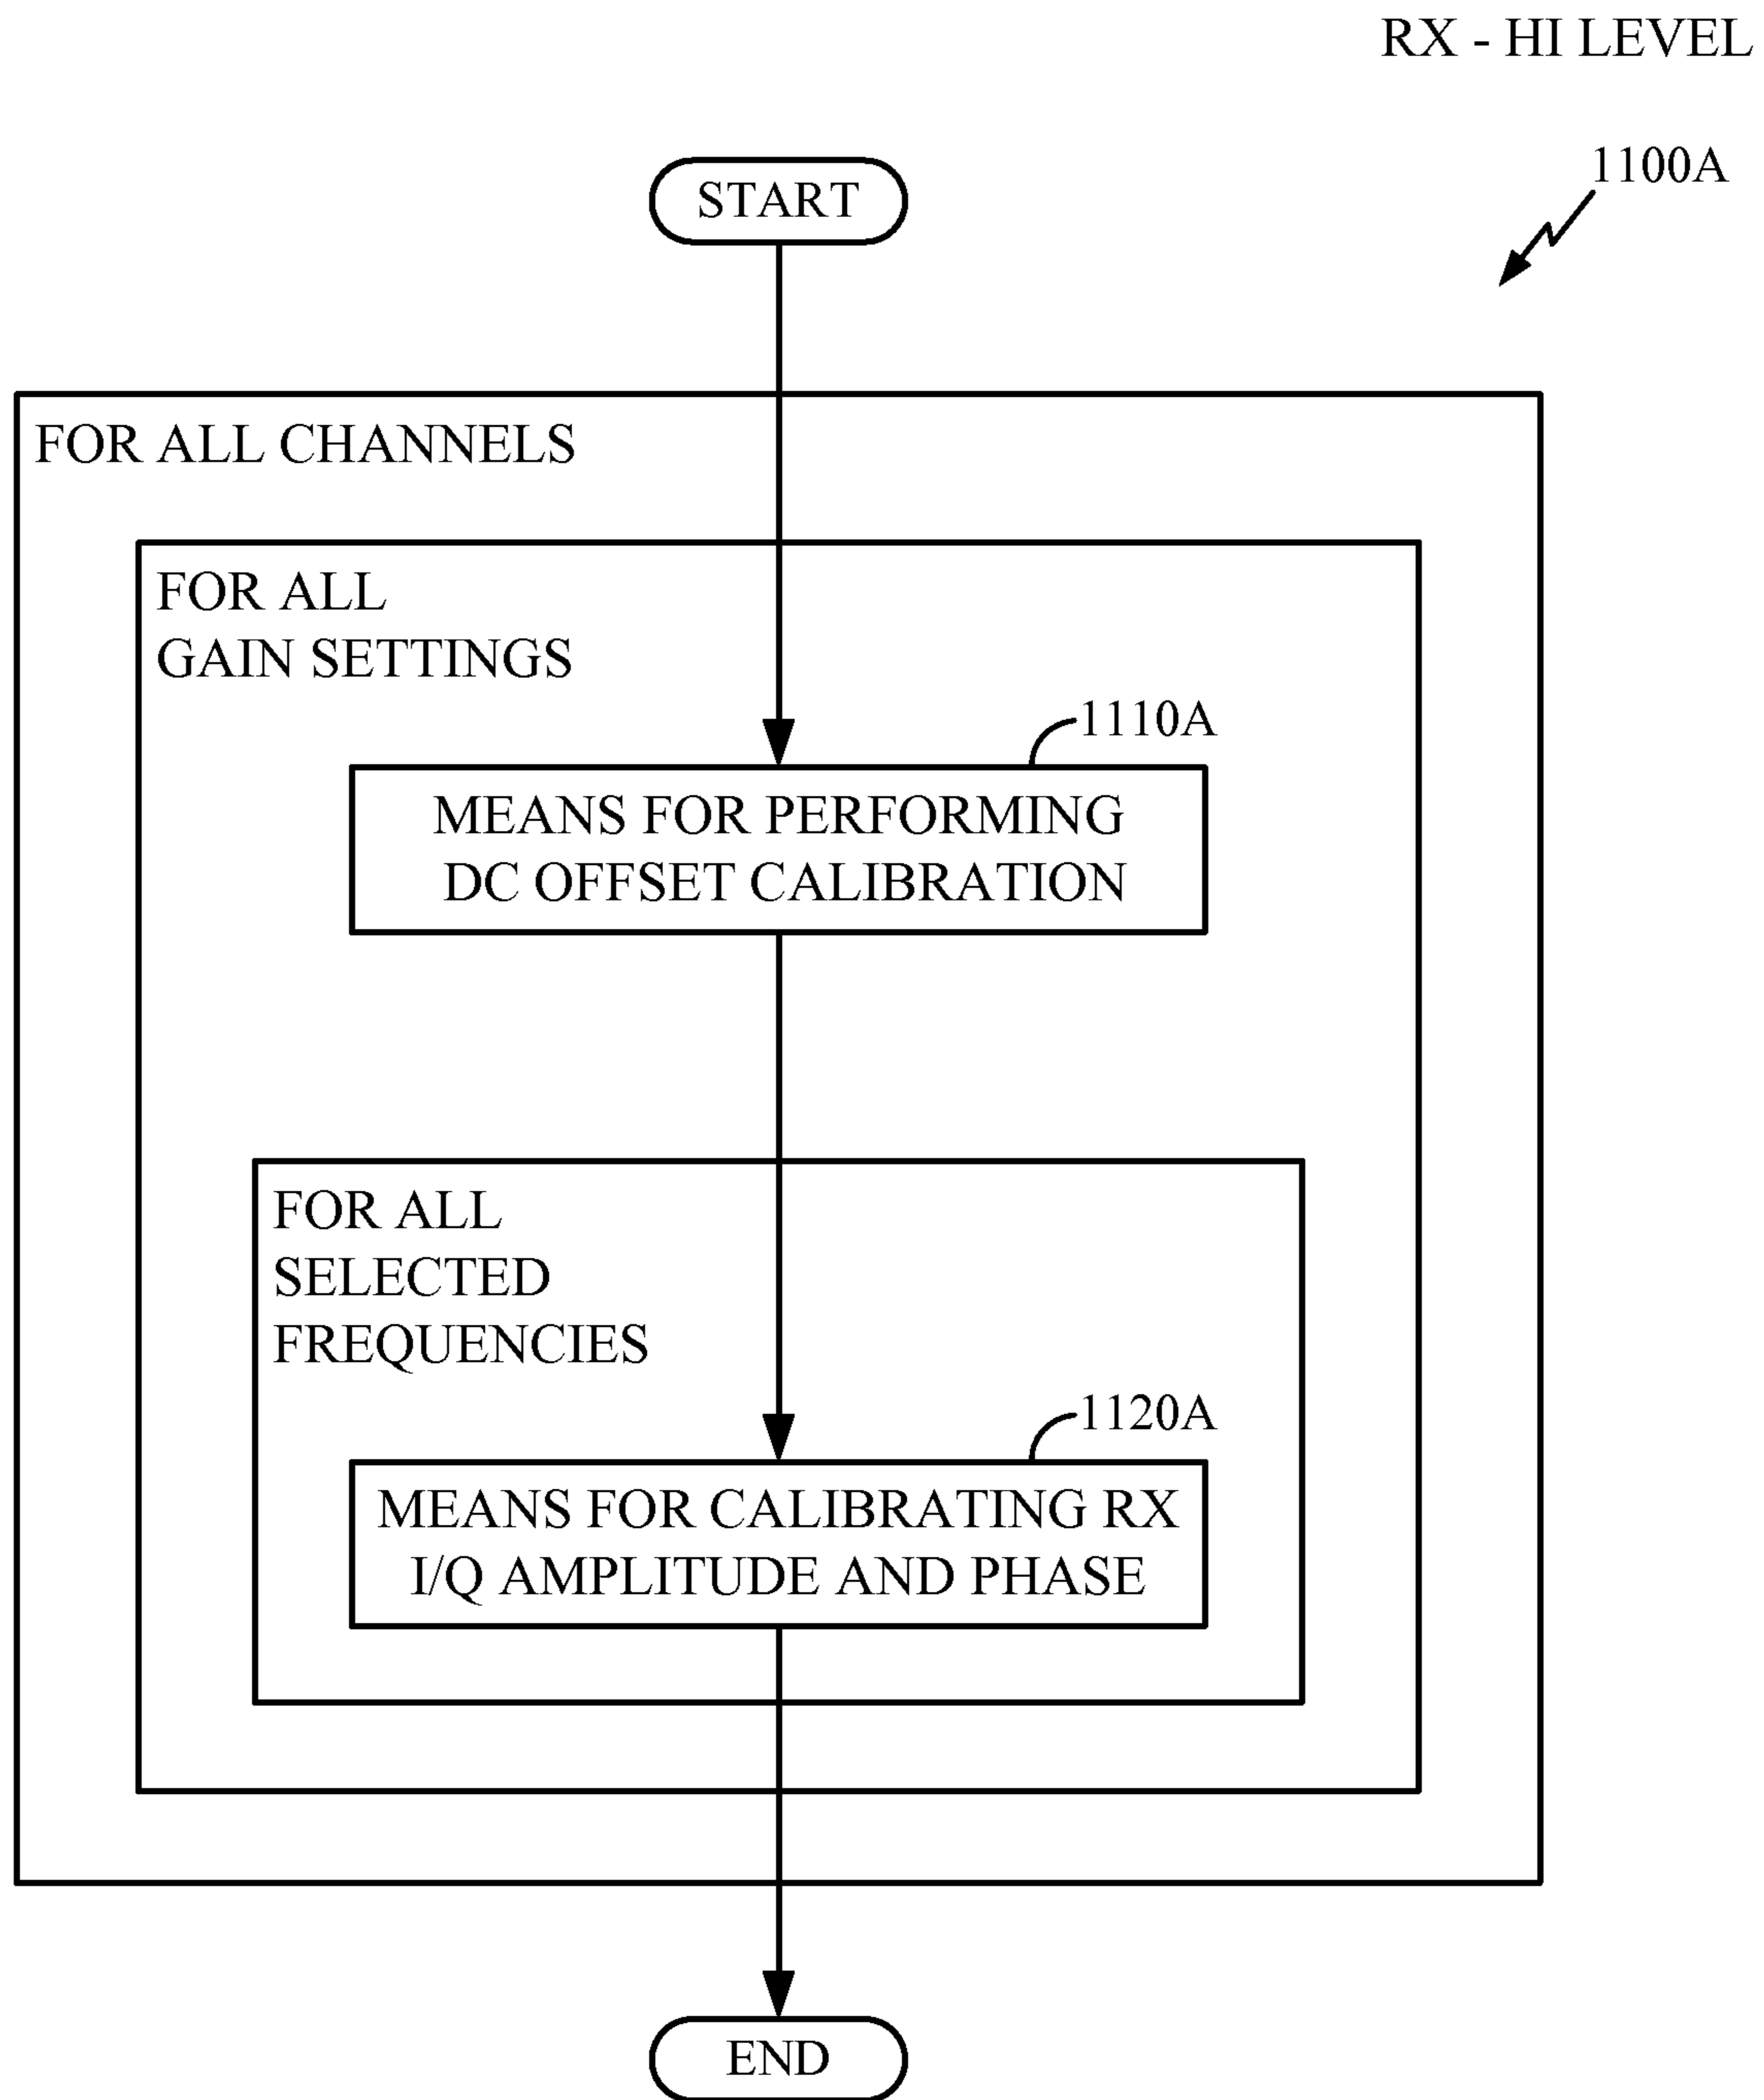 RX - HI LEVEL
1100A
START
FOR ALL CHANNELS
FOR ALL
GAIN SETTINGS
1110A
MEANS FOR PERFORMING
DC OFFSET CALIBRATION
FOR ALL
SELECTED
FREQUENCIES
1120A
MEANS FOR CALIBRATING RX
I/Q AMPLITUDE AND PHASE
END